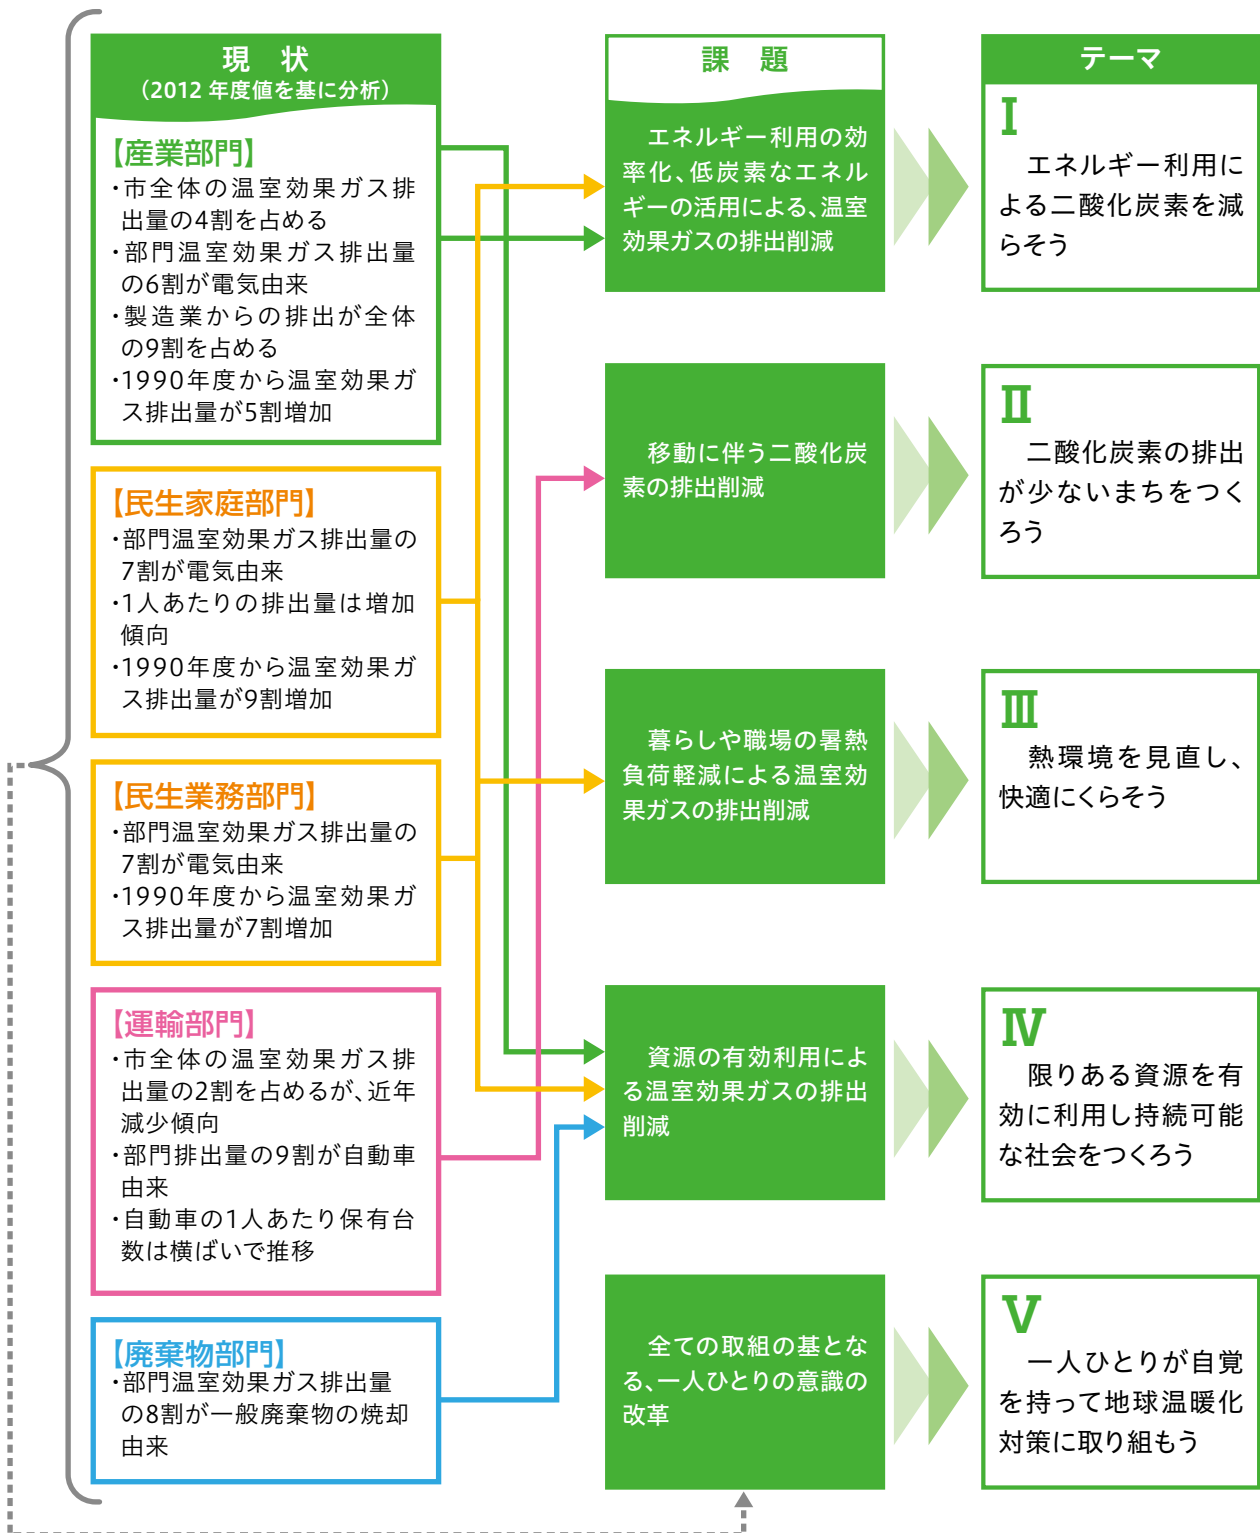 現　状
（2012 年度値を基に分析）
【産業部門】
・市全体の温室効果ガス排
出量の4割を占める
・部門温室効果ガス排出量
の6割が電気由来
・製造業からの排出が全体
の9割を占める
・1990年度から温室効果ガ
ス排出量が5割増加
【民生家庭部門】
・部門温室効果ガス排出量の
7割が電気由来
・1人あたりの排出量は増加
傾向
・1990年度から温室効果ガ
ス排出量が9割増加
【民生業務部門】
・部門温室効果ガス排出量の
7割が電気由来
・1990年度から温室効果ガ
ス排出量が7割増加
【運輸部門】
・市全体の温室効果ガス排
出量の2割を占めるが、近年
減少傾向
・部門排出量の9割が自動車
由来
・自動車の1人あたり保有台
数は横ばいで推移
【廃棄物部門】
・部門温室効果ガス排出量
の8割が一般廃棄物の焼却
由来
課　題
エネルギー利用の効
率化、低炭素なエネル
ギーの活用による、温室
効果ガスの排出削減
移動に伴う二酸化炭
素の排出削減
暮らしや職場の暑熱
負荷軽減による温室効
果ガスの排出削減
資源の有効利用によ
る温室効果ガスの排出
削減
全ての取組の基とな
る、一人ひとりの意識の
改革
テーマ
Ⅰ
エネルギー利用に
よる二酸化炭素を減
らそう
Ⅱ
二酸化炭素の排出
が少ないまちをつく
ろう
Ⅲ
熱環境を見直し、
快適にくらそう
Ⅳ
限りある資源を有
効に利用し持続可能
な社会をつくろう
Ⅴ
一人ひとりが自覚
を持って地球温暖化
対策に取り組もう